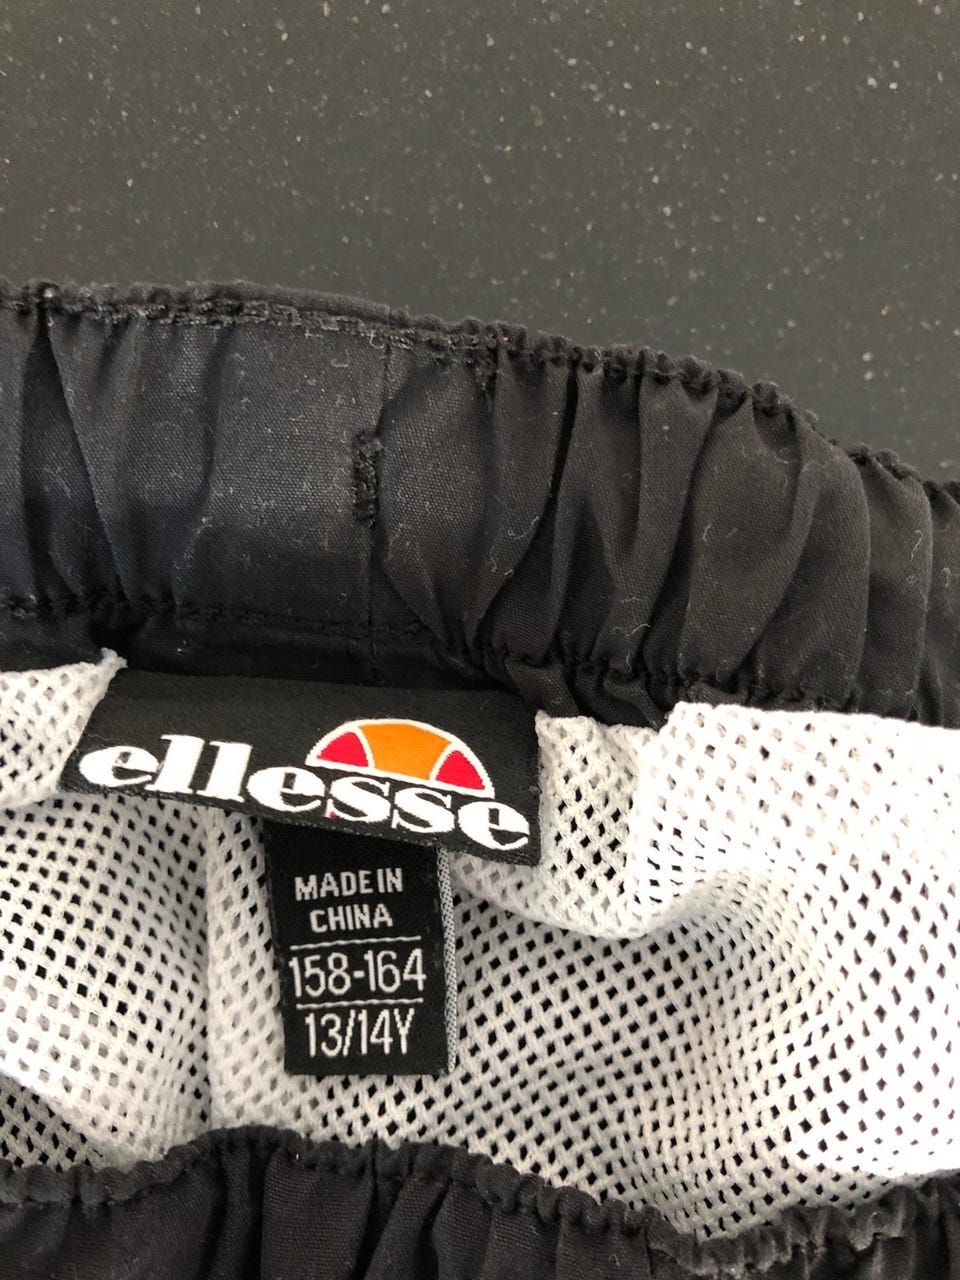 ellesse
MADE IN
CHINA
158-164
13/14Y